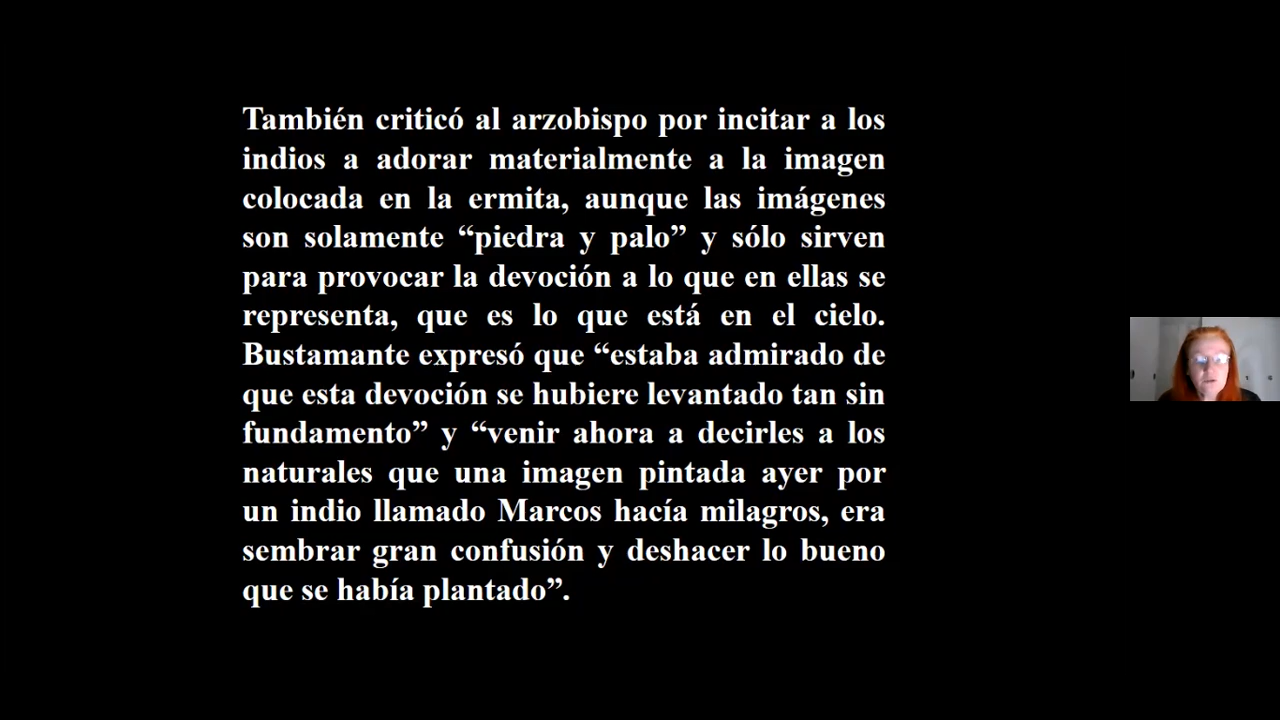 También criticó al arzobispo por incitar a los
indios a adorar materialmente a la imagen
colocada en la ermita, aunque las imágenes
son solamente “piedra y palo” y sólo sirven
para provocar la devoción a lo que en ellas se
representa, que es lo que está en el cielo.
Bustamante expresó que “estaba admirado de
que esta devoción se hubiere levantado tan sin
fundamento” y “venir ahora a decirles a los
naturales que una imagen pintada ayer por
un indio llamado Marcos hacía milagros, era
sembrar gran confusión y deshacer lo bueno
que se había plantado”.